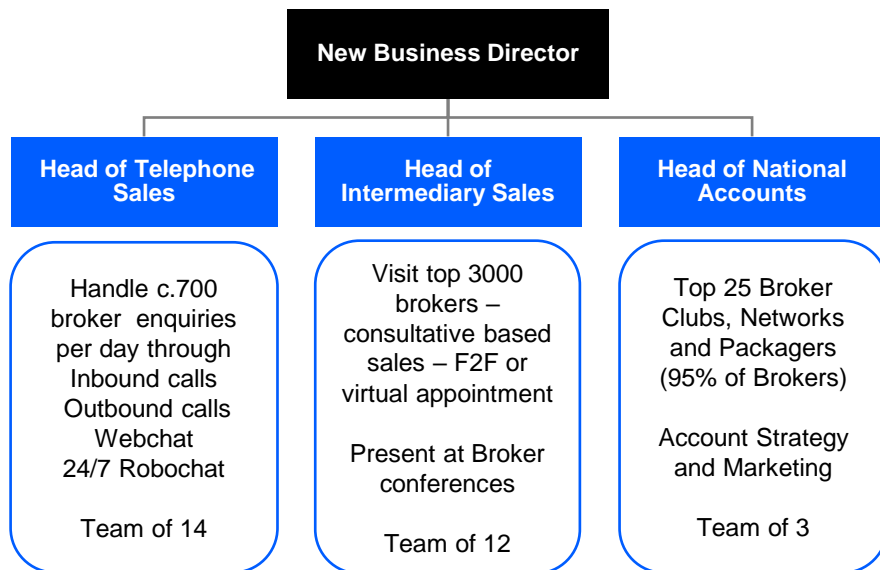 New Business Director
Head of Telephone
Sales
Head of
Intermediary Sales
Head of National
Accounts
Handle c.700
broker enquiries
per day through
Inbound calls
Outbound calls
Webchat
24/7 Robochat
Team of 14
Visit top 3000
brokers –
consultative based
sales – F2F or
virtual appointment
Present at Broker
conferences
Team of 12
Top 25 Broker
Clubs, Networks
and Packagers
(95% of Brokers)
Account Strategy
and Marketing
Team of 3